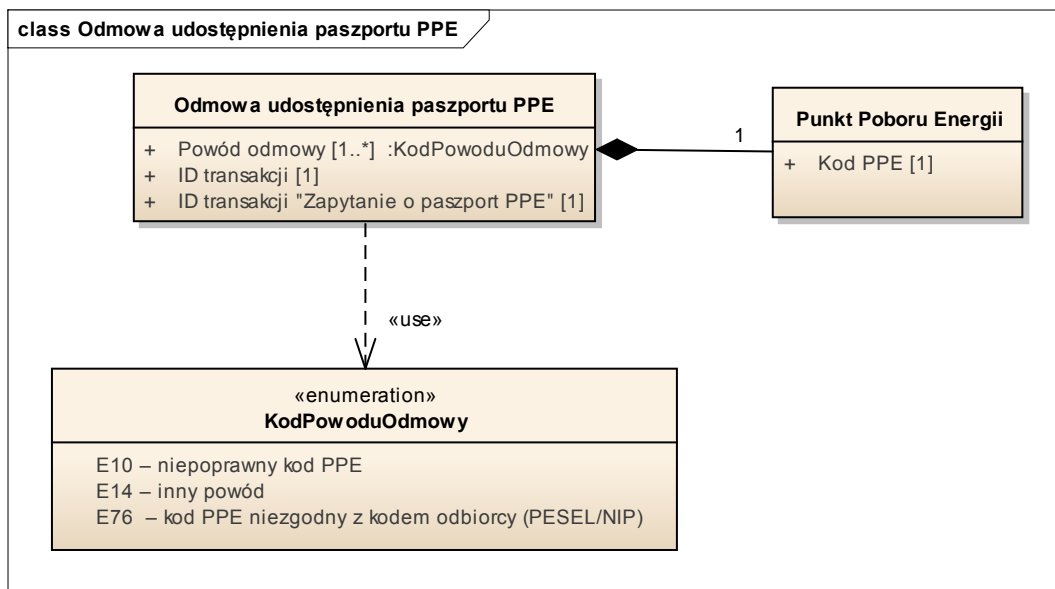 class Odmowa udostępnienia paszportu PPE
Odmowa udostępnienia paszportu PPE
+ Powód odmowy [1..*] :KodPowoduOdmowy
+ ID transakcji [1]
+ ID transakcji "Zapytanie o paszport PPE" [1]
1
Punkt Poboru Energii
+ Kod PPE [1]
«use»
«enumeration»
KodPowoduOdmowy
E10 – niepoprawny kod PPE
E14 – inny powód
E76 – kod PPE niezgodny z kodem odbiorcy (PESEL/NIP)